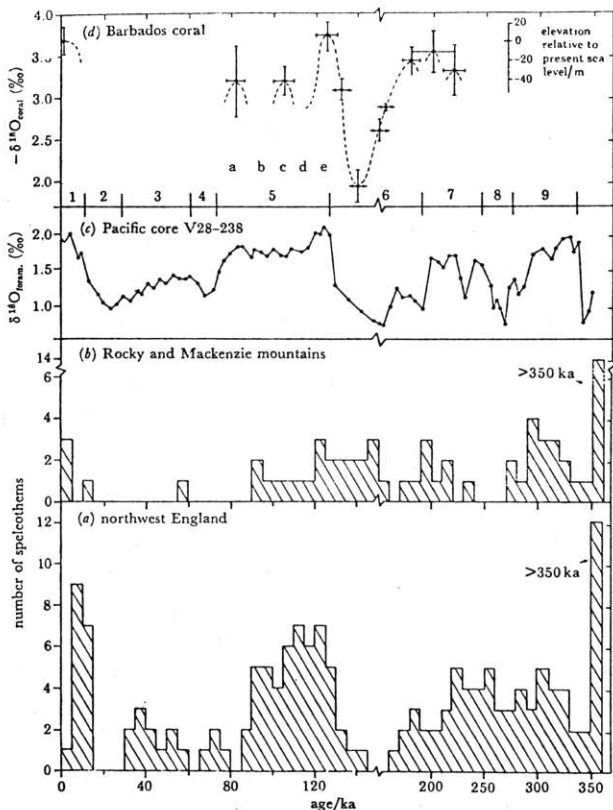 4.0
(d) Barbados coral
20
0
-20
-40
elevation
relative to
present sea
level/m
3.5
3.0
2.5
2.0
−δ¹⁸Ocoral (‰)
a b c d e
1 2 3 4 5 6 7 8 9
(c) Pacific core V28–238
2.0
1.5
1.0
δ¹⁸Oforam. (‰)
(b) Rocky and Mackenzie mountains
14
6
4
2
0
>350 ka
(a) northwest England
12
10
8
6
4
2
0
>350 ka
number of speleothems
0 40 80 120 200 250 300 350
age/ka